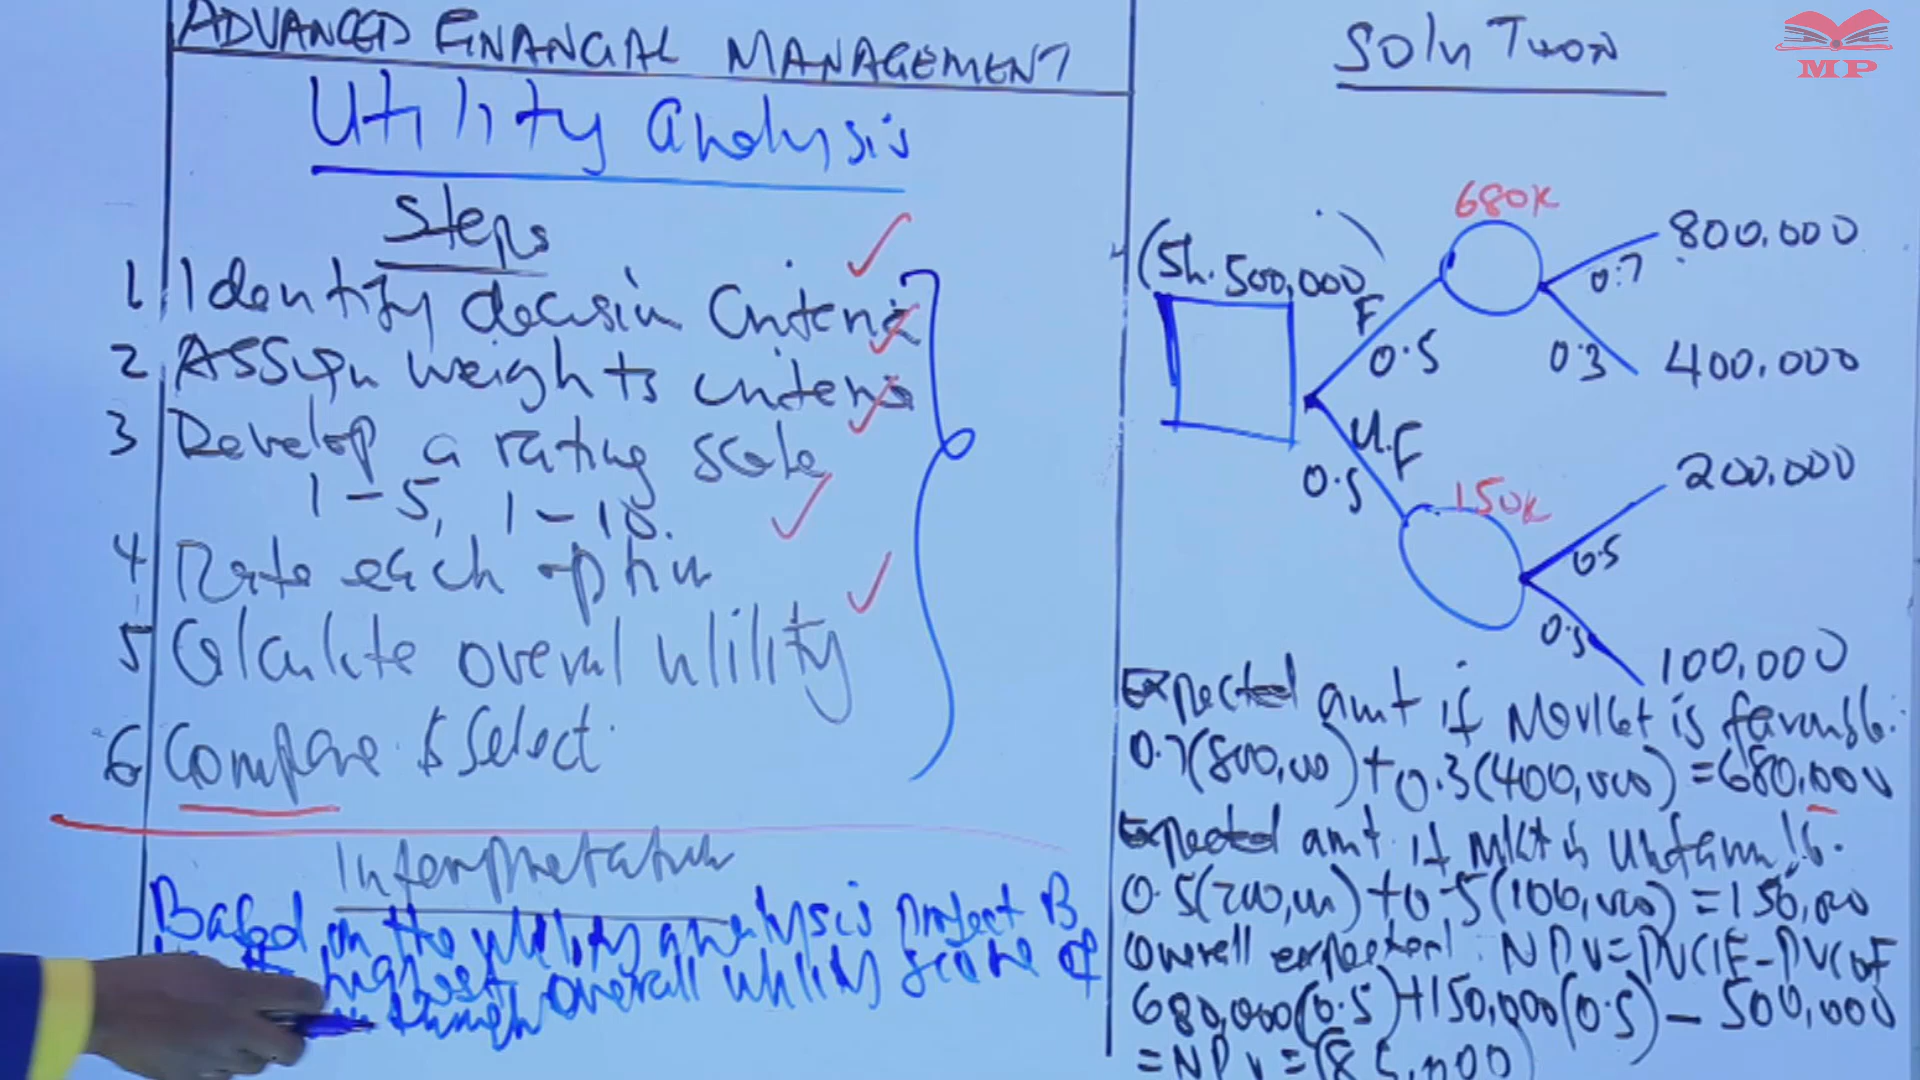 ADVANCED FINANCIAL MANAGEMENT
Utility Analysis
Steps
1 Identify decision Criteria
2 Assign weights criteria
3 Develop a rating scale
1 - 5, 1 - 10.
4 Rate each option
5 Calculate overall utility
6 Compare & Select.
Interpretation
Based on the utility analysis project B
highest overall utility score of
Solution
MP
680K
800,000
(Sh. 500,000)
F
0.7
0.5
0.3
400,000
U.F
0.5
200,000
150K
0.5
0.5
100,000
Expected amt if Market is favourable.
0.7(800,000)+0.3(400,000)=680,000
Expected amt if Mkt is
0.5(200,000)+0.5(100,000)=150,000
Overall NPV=PVCIF-PVCOF
680,000(0.5)+150,000(0.5)-500,000
=NPV=(85,000)